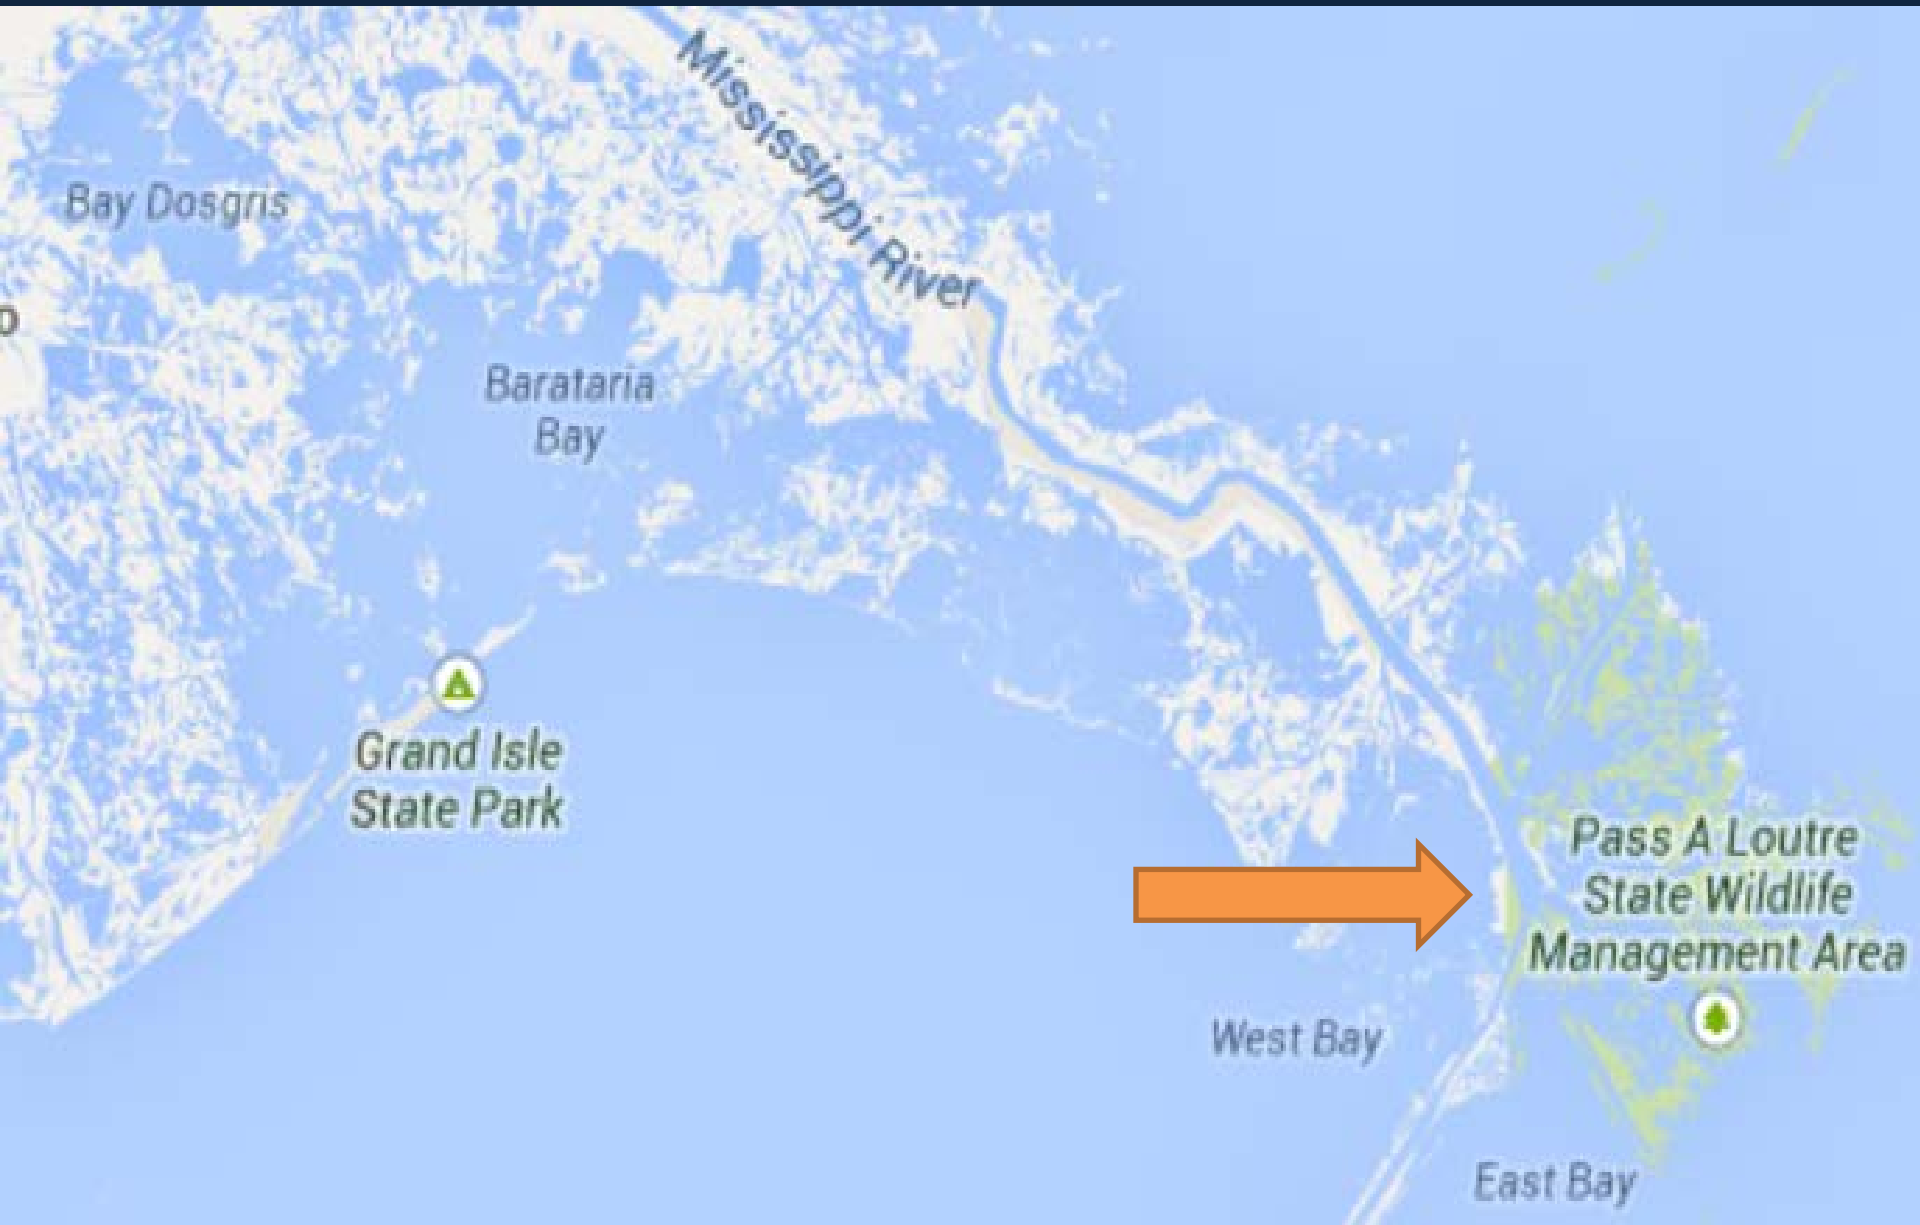 Mississippi River
Bay Dosgris
o
Barataria
Bay
Grand Isle
State Park
Pass A Loutre
State Wildlife
Management Area
West Bay
East Bay